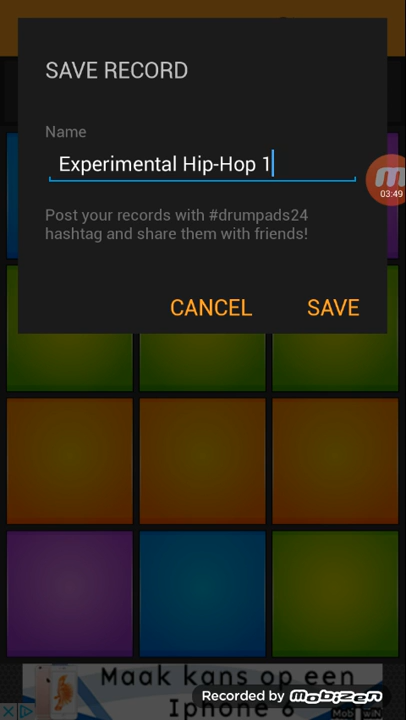 SAVE RECORD
Name
Experimental Hip-Hop 1
Post your records with #drumpads24
hashtag and share them with friends!
m
03:49
CANCEL SAVE
Maak kans op een
Iphone 6
Recorded by Mobizen